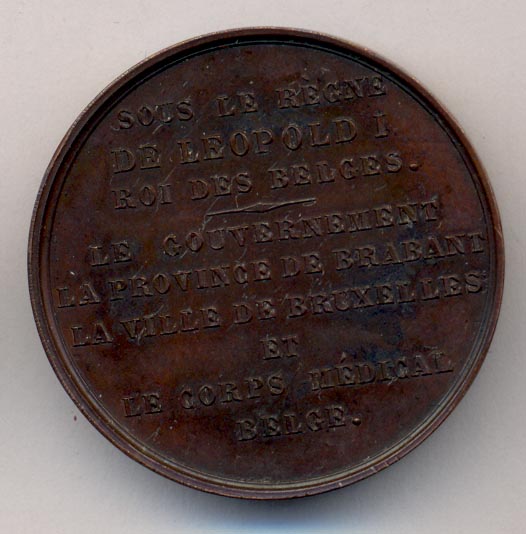 SOUS LE RÈGNE
DE LEOPOLD I
ROI DES BELGES.
LE GOUVERNEMENT
LA PROVINCE DE BRABANT
LA VILLE DE BRUXELLES
ET
LE CORPS MÉDICAL
BELGE.